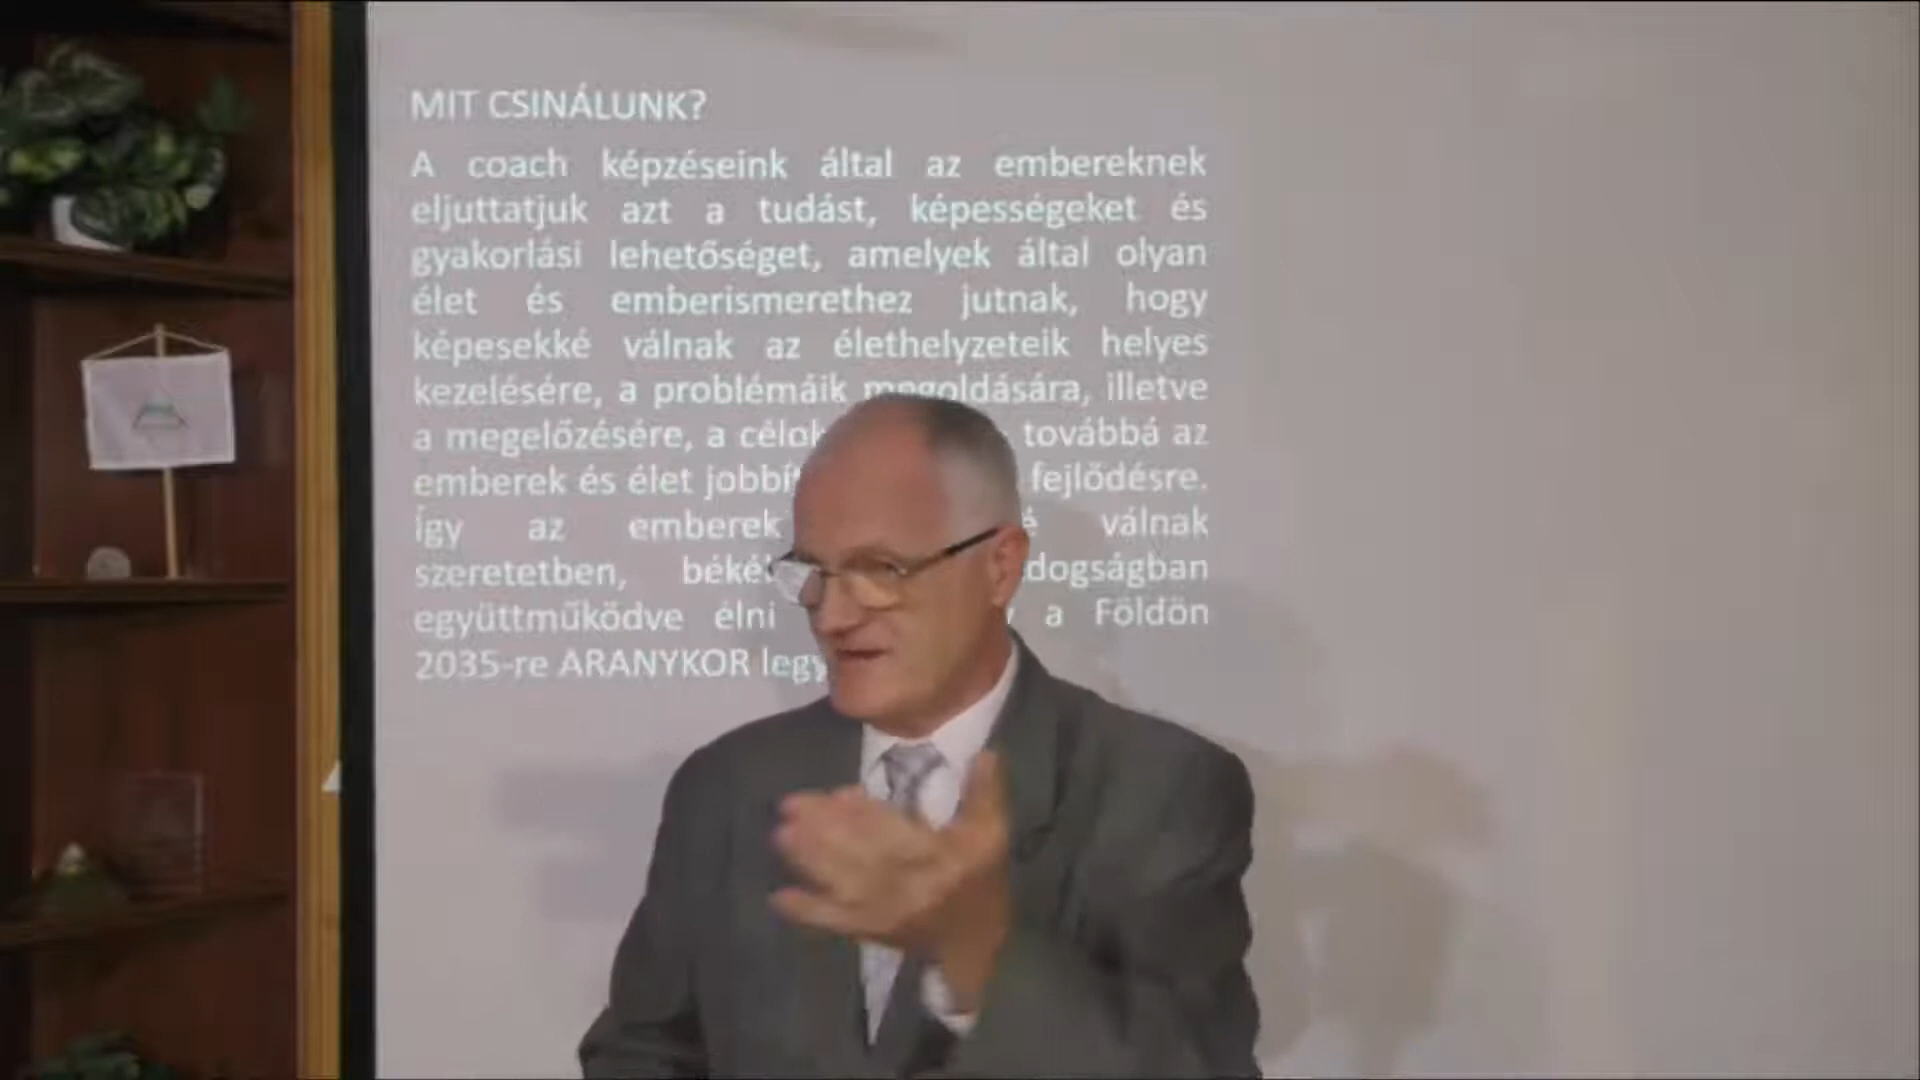 MIT CSINÁLUNK?
A coach képzéseink által az embereknek
eljuttatjuk azt a tudást, képességeket és
gyakorlási lehetőséget, amelyek által olyan
élet és emberismerethez jutnak, hogy
képesekké válnak az élethelyzeteik helyes
kezelésére, a problémáik megoldására, illetve
a megelőzésére, a továbbá az
emberek és élet fejlődésre.
Így az emberek válnak
szeretetben,
együttműködve élni a Földön
2035-re ARANYKOR